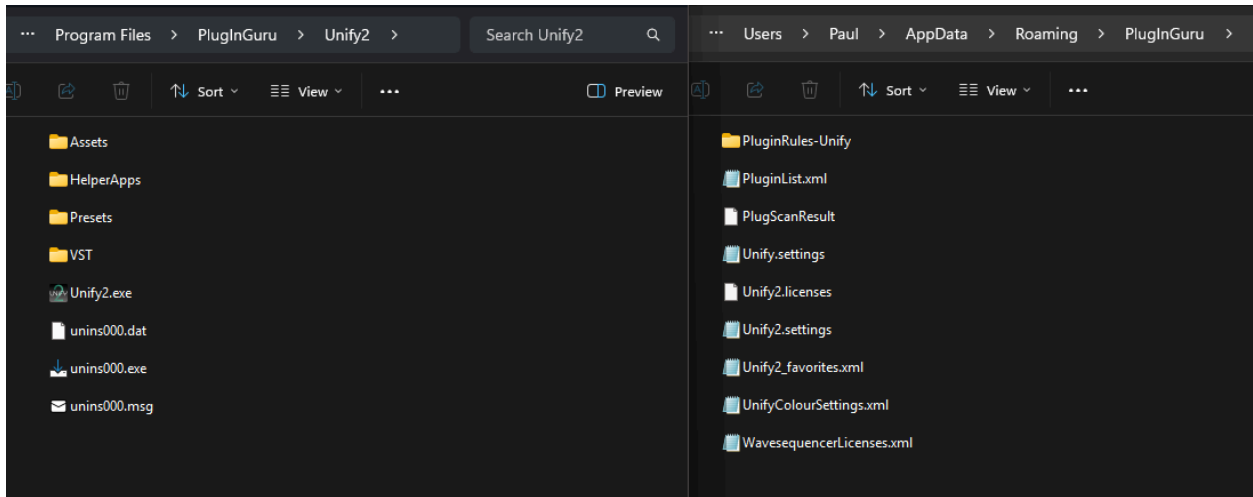 ... Program Files > PlugInGuru > Unify2 > Search Unify2
Sort View ... Preview
Assets
HelperApps
Presets
VST
Unify2.exe
unins000.dat
unins000.exe
unins000.msg
... Users > Paul > AppData > Roaming > PlugInGuru >
Sort View ...
PluginRules-Unify
PluginList.xml
PlugScanResult
Unify.settings
Unify2.licenses
Unify2.settings
Unify2_favorites.xml
UnifyColourSettings.xml
WavesequencerLicenses.xml